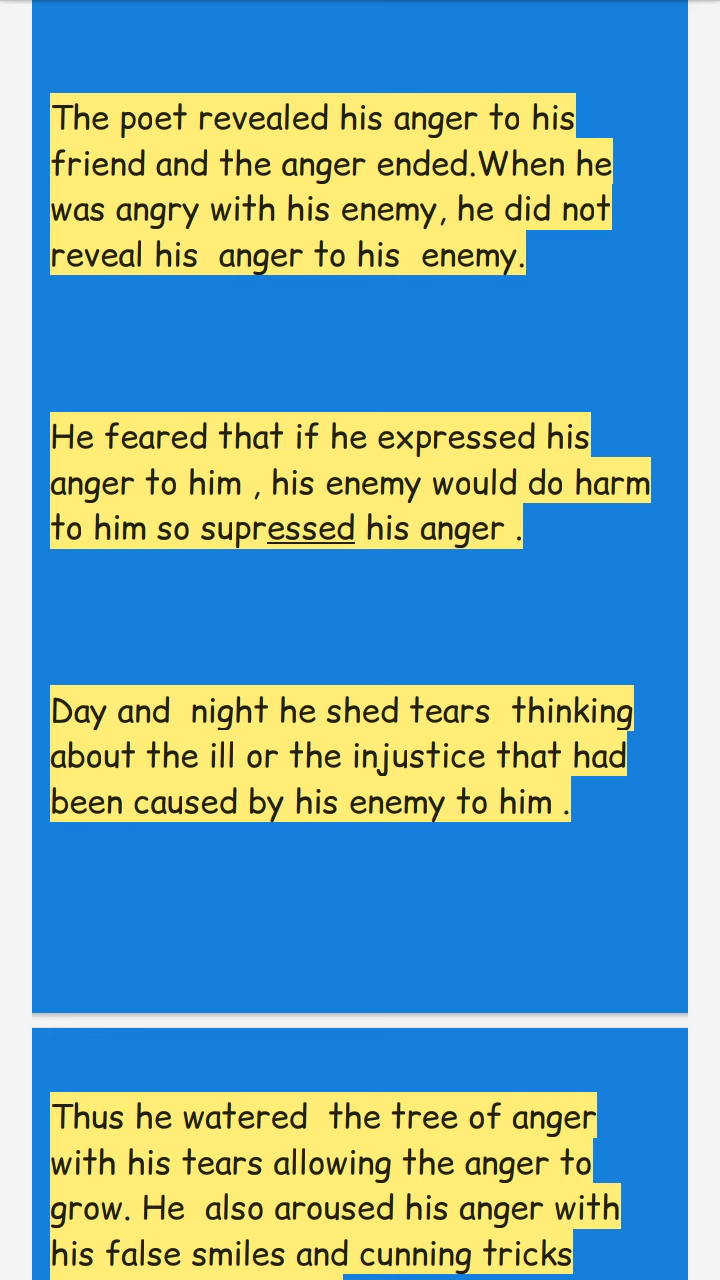 The poet revealed his anger to his
friend and the anger ended.When he
was angry with his enemy, he did not
reveal his  anger to his  enemy.
He feared that if he expressed his
anger to him , his enemy would do harm
to him so supressed his anger .
Day and  night he shed tears  thinking
about the ill or the injustice that had
been caused by his enemy to him .
Thus he watered  the tree of anger
with his tears allowing the anger to
grow. He  also aroused his anger with
his false smiles and cunning tricks